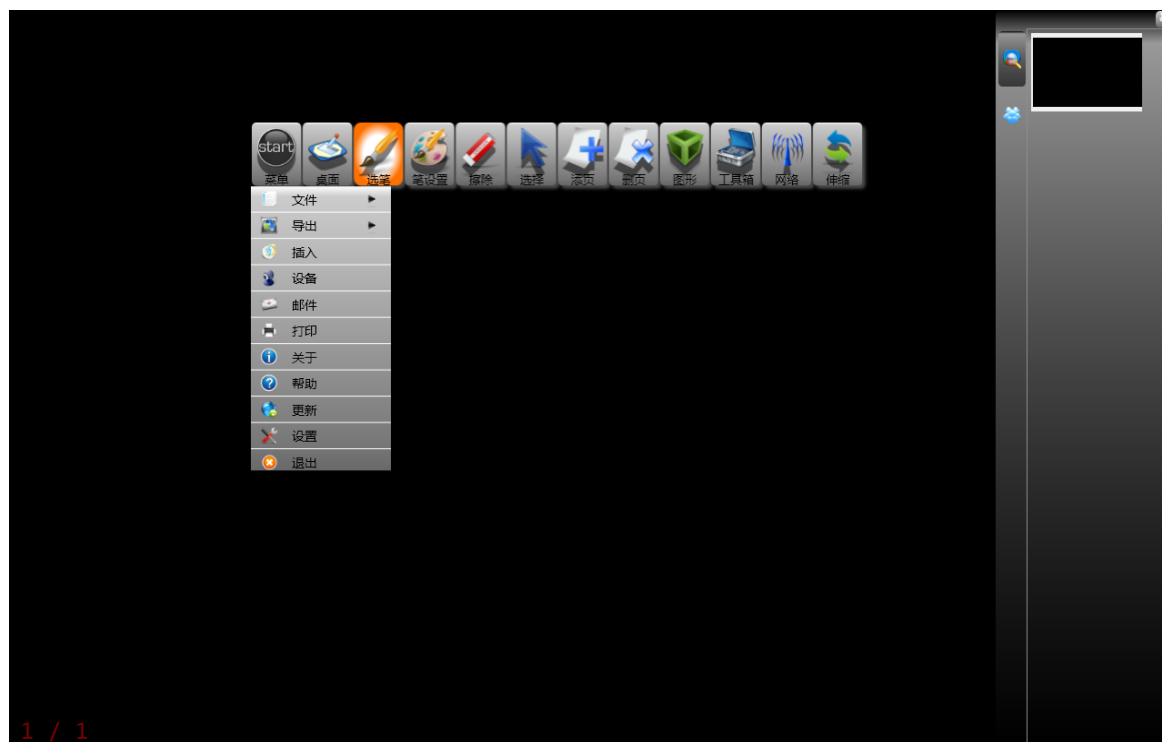 start
菜单 桌面 选笔 笔设置 擦除 选择 添页 删页 图形 工具箱 网络 伸缩
文件
导出
插入
设备
邮件
打印
关于
帮助
更新
设置
退出
1 / 1